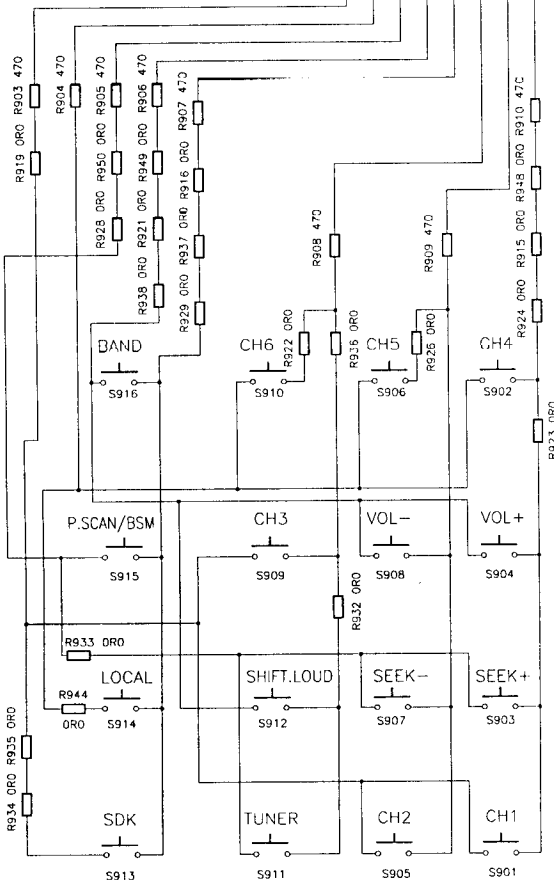 R903 470
R919 0R0
R904 470
R905 470
R950 0R0
R928 0R0
R906 470
R949 0R0
R921 0R0
R938 0R0
R907 470
R916 0R0
R937 0R0
R929 0R0
R908 470
R909 470
R910 470
R948 0R0
R915 0R0
R924 0R0
R922 0R0
R936 0R0
R926 0R0
R923 0R0
BAND
S916
CH6
S910
CH5
S906
CH4
S902
P.SCAN/BSM
S915
CH3
S909
VOL-
S908
VOL+
S904
R932 0R0
R933 0R0
R944
0R0
LOCAL
S914
SHIFT.LOUD
S912
SEEK-
S907
SEEK+
S903
R935 0R0
R934 0R0
SDK
S913
TUNER
S911
CH2
S905
CH1
S901